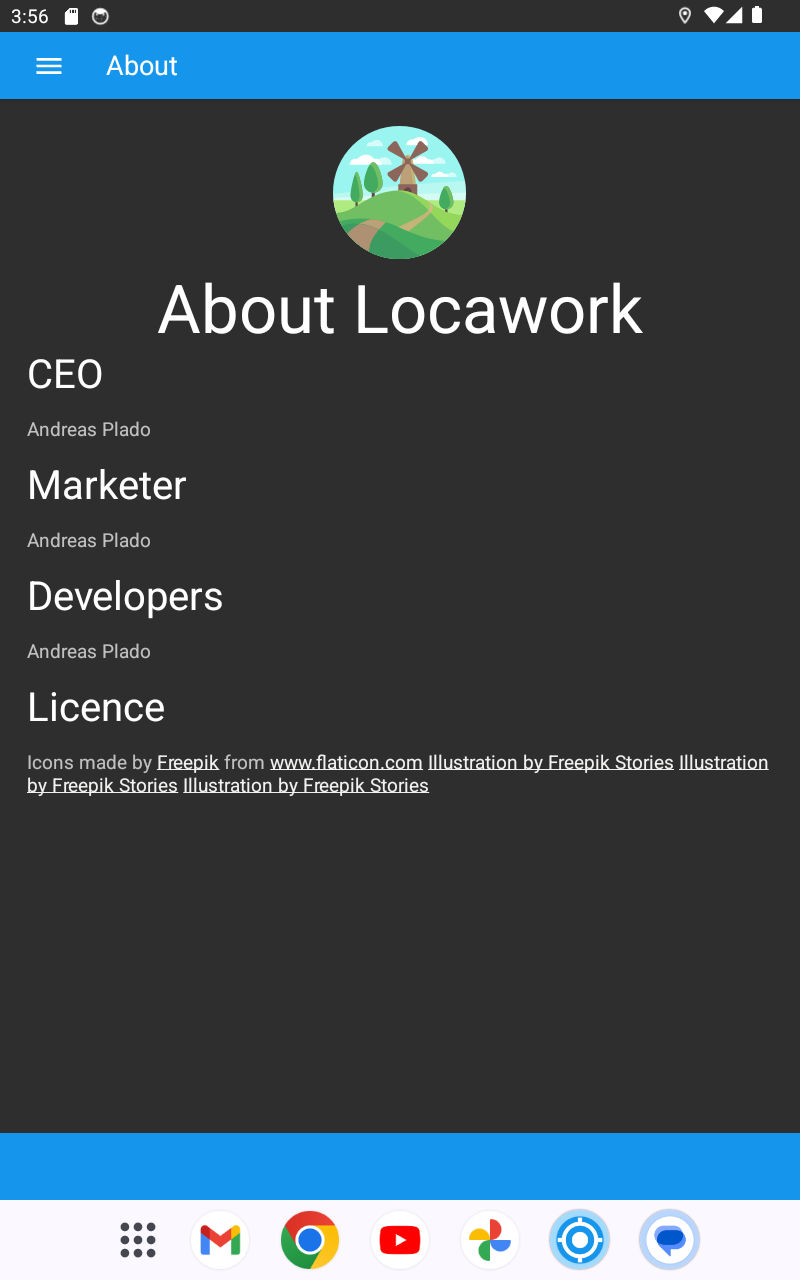 3:56
About
About Locawork
CEO
Andreas Plado
Marketer
Andreas Plado
Developers
Andreas Plado
Licence
Icons made by Freepik from www.flaticon.com Illustration by Freepik Stories Illustration
by Freepik Stories Illustration by Freepik Stories